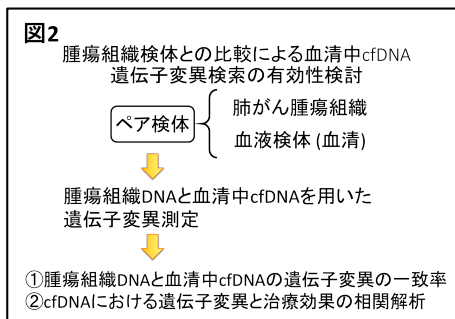 図2
腫瘍組織検体との比較による血清中cfDNA
遺伝子変異検索の有効性検討
ペア検体
肺がん腫瘍組織
血液検体 (血清)
腫瘍組織DNAと血清中cfDNAを用いた
遺伝子変異測定
①腫瘍組織DNAと血清中cfDNAの遺伝子変異の一致率
②cfDNAにおける遺伝子変異と治療効果の相関解析